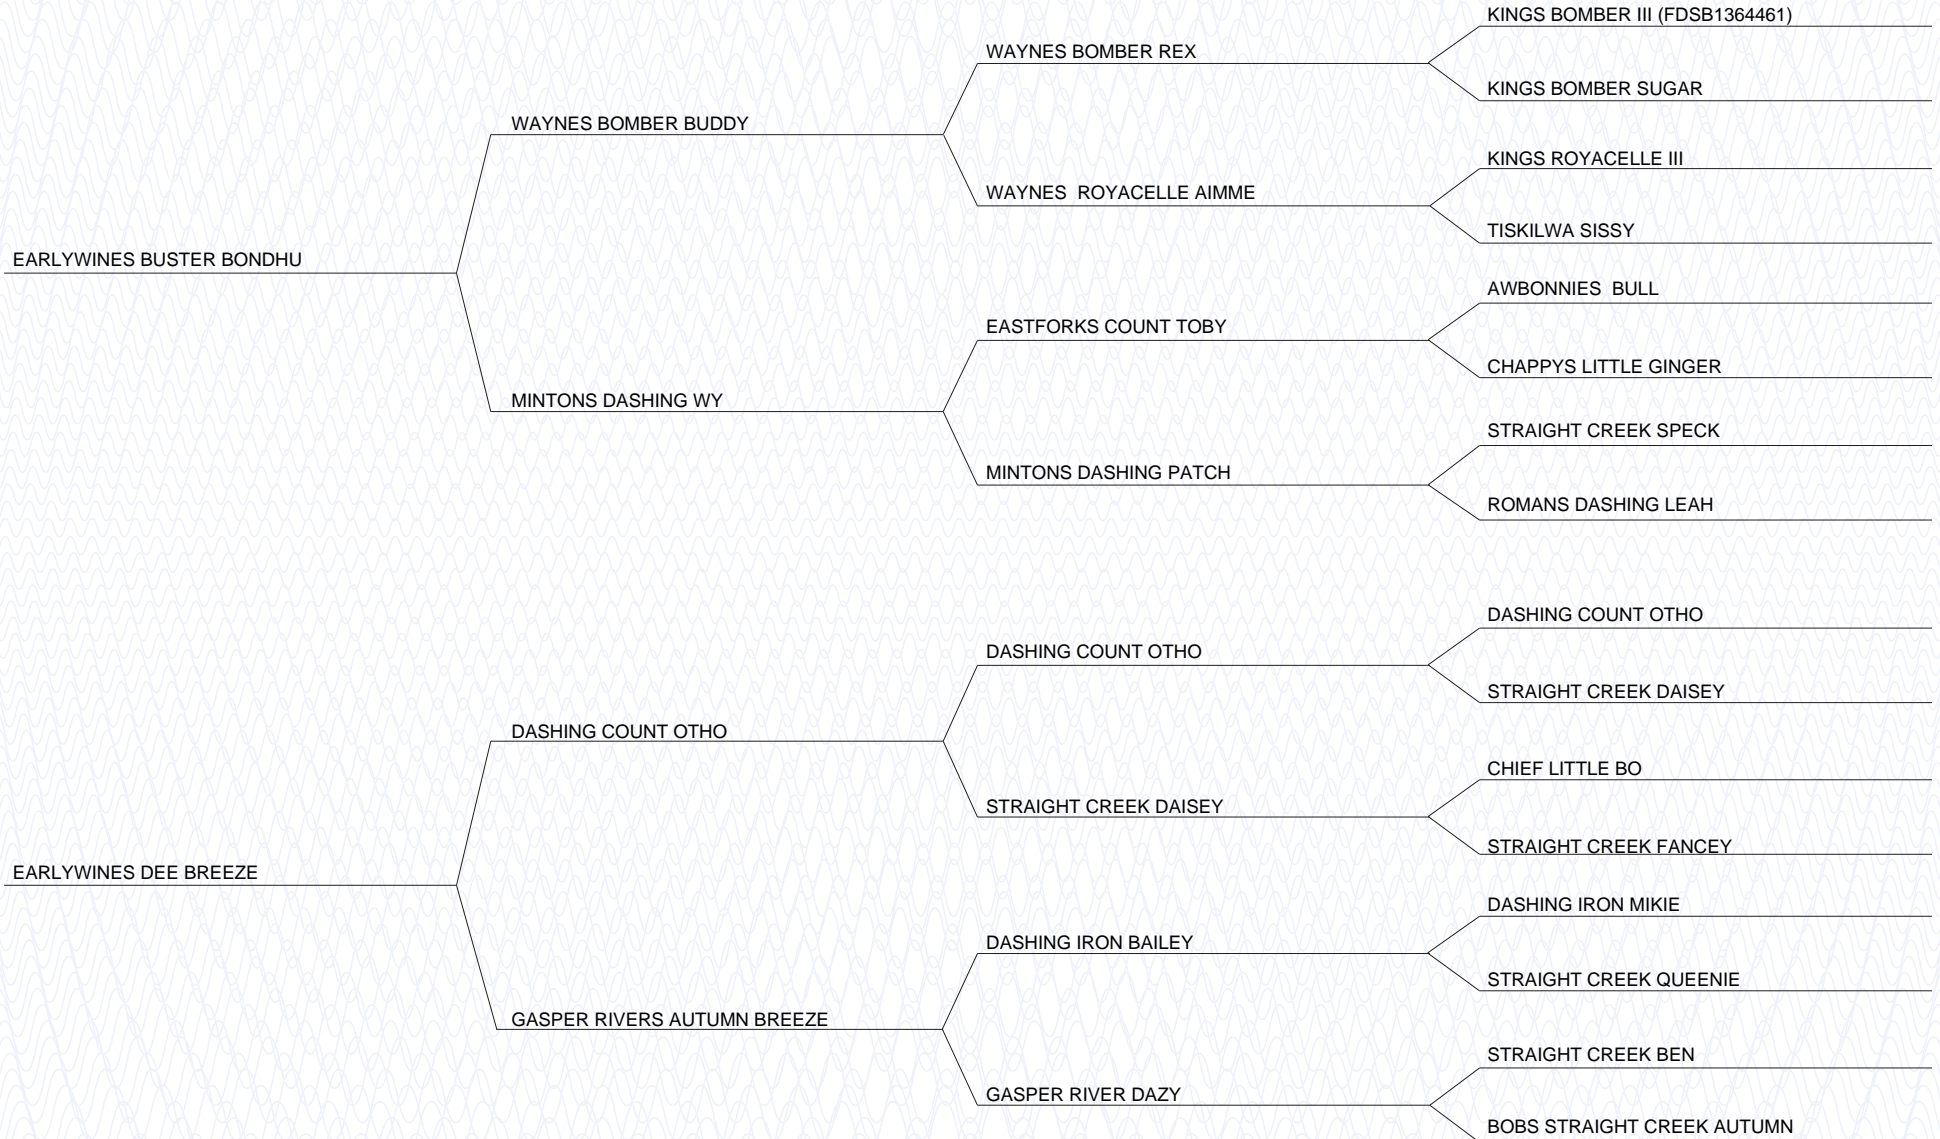 KINGS BOMBER III (FDSB1364461)
WAYNES BOMBER REX
KINGS BOMBER SUGAR
WAYNES BOMBER BUDDY
KINGS ROYACELLE III
WAYNES  ROYACELLE AIMME
TISKILWA SISSY
EARLYWINES BUSTER BONDHU
AWBONNIES  BULL
EASTFORKS COUNT TOBY
CHAPPYS LITTLE GINGER
MINTONS DASHING WY
STRAIGHT CREEK SPECK
MINTONS DASHING PATCH
ROMANS DASHING LEAH
DASHING COUNT OTHO
DASHING COUNT OTHO
STRAIGHT CREEK DAISEY
DASHING COUNT OTHO
CHIEF LITTLE BO
STRAIGHT CREEK DAISEY
STRAIGHT CREEK FANCEY
EARLYWINES DEE BREEZE
DASHING IRON MIKIE
DASHING IRON BAILEY
STRAIGHT CREEK QUEENIE
GASPER RIVERS AUTUMN BREEZE
STRAIGHT CREEK BEN
GASPER RIVER DAZY
BOBS STRAIGHT CREEK AUTUMN